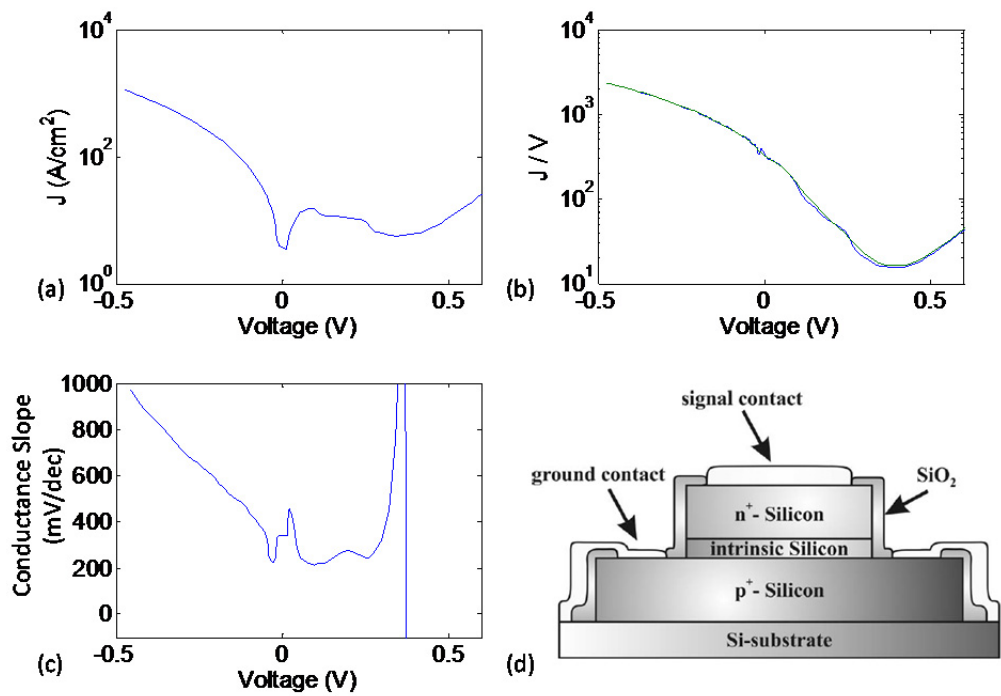 (a)
J (A/cm²)
10⁴
10²
10⁰
-0.5
0
0.5
Voltage (V)
(b)
J / V
10⁴
10³
10²
10¹
-0.5
0
0.5
Voltage (V)
(c)
Conductance Slope
(mV/dec)
1000
800
600
400
200
0
-0.5
0
0.5
Voltage (V)
signal contact
ground contact
SiO₂
n⁺- Silicon
intrinsic Silicon
p⁺- Silicon
Si-substrate
(d)